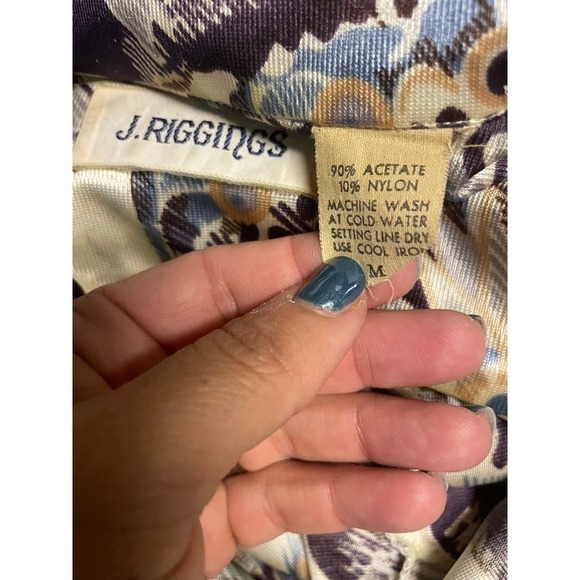 J.RIGGINGS
90% ACETATE
10% NYLON
MACHINE WASH
AT COLD WATER
SETTING LINE DRY
USE COOL IRON
M